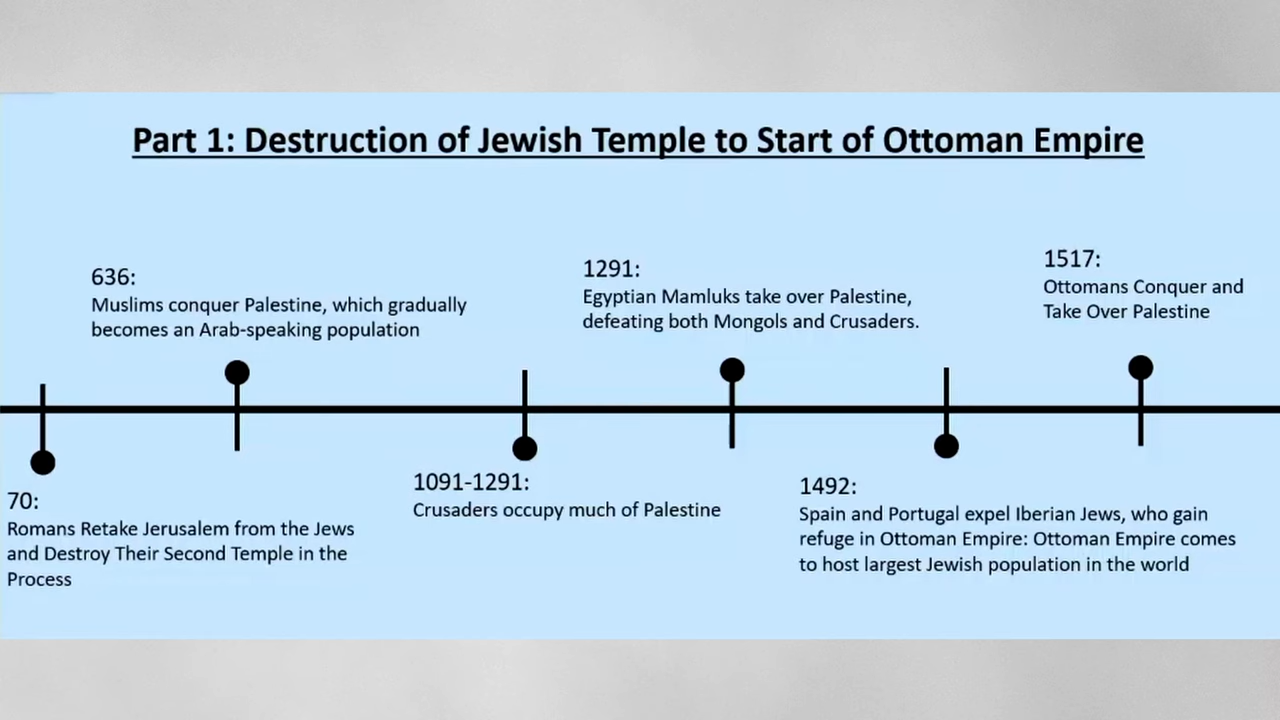 Part 1: Destruction of Jewish Temple to Start of Ottoman Empire
636:
Muslims conquer Palestine, which gradually
becomes an Arab-speaking population
1291:
Egyptian Mamluks take over Palestine,
defeating both Mongols and Crusaders.
1517:
Ottomans Conquer and
Take Over Palestine
70:
Romans Retake Jerusalem from the Jews
and Destroy Their Second Temple in the
Process
1091-1291:
Crusaders occupy much of Palestine
1492:
Spain and Portugal expel Iberian Jews, who gain
refuge in Ottoman Empire: Ottoman Empire comes
to host largest Jewish population in the world